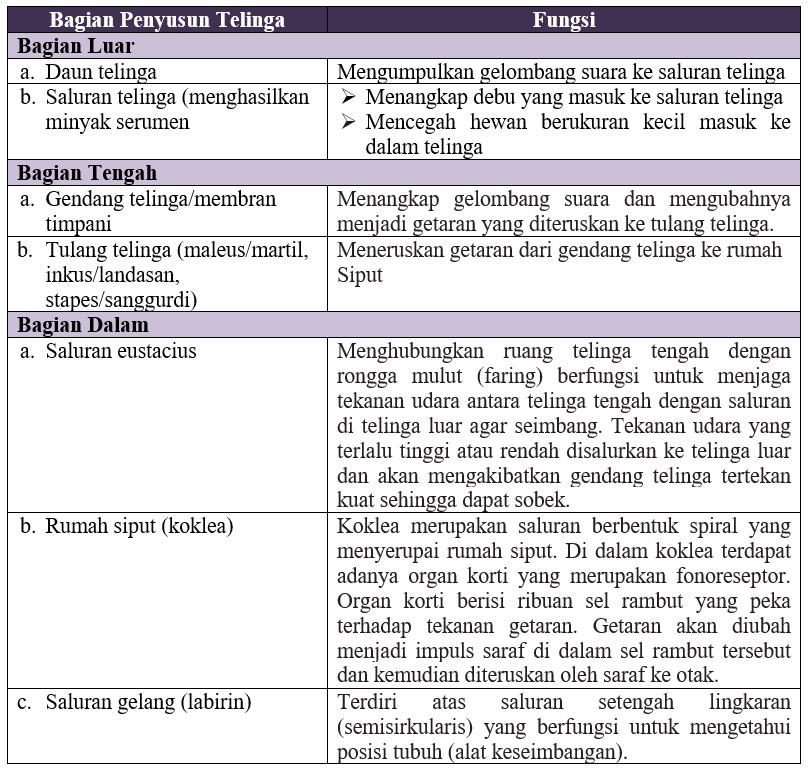 Bagian Penyusun Telinga
Fungsi
Bagian Luar
a. Daun telinga
Mengumpulkan gelombang suara ke saluran telinga
b. Saluran telinga (menghasilkan
minyak serumen
➢ Menangkap debu yang masuk ke saluran telinga
➢ Mencegah hewan berukuran kecil masuk ke
dalam telinga
Bagian Tengah
a. Gendang telinga/membran
timpani
Menangkap gelombang suara dan mengubahnya
menjadi getaran yang diteruskan ke tulang telinga.
b. Tulang telinga (maleus/martil,
inkus/landasan,
stapes/sanggurdi)
Meneruskan getaran dari gendang telinga ke rumah
Siput
Bagian Dalam
a. Saluran eustacius
Menghubungkan ruang telinga tengah dengan
rongga mulut (faring) berfungsi untuk menjaga
tekanan udara antara telinga tengah dengan saluran
di telinga luar agar seimbang. Tekanan udara yang
terlalu tinggi atau rendah disalurkan ke telinga luar
dan akan mengakibatkan gendang telinga tertekan
kuat sehingga dapat sobek.
b. Rumah siput (koklea)
Koklea merupakan saluran berbentuk spiral yang
menyerupai rumah siput. Di dalam koklea terdapat
adanya organ korti yang merupakan fonoreseptor.
Organ korti berisi ribuan sel rambut yang peka
terhadap tekanan getaran. Getaran akan diubah
menjadi impuls saraf di dalam sel rambut tersebut
dan kemudian diteruskan oleh saraf ke otak.
c. Saluran gelang (labirin)
Terdiri atas saluran setengah lingkaran
(semisirkularis) yang berfungsi untuk mengetahui
posisi tubuh (alat keseimbangan).